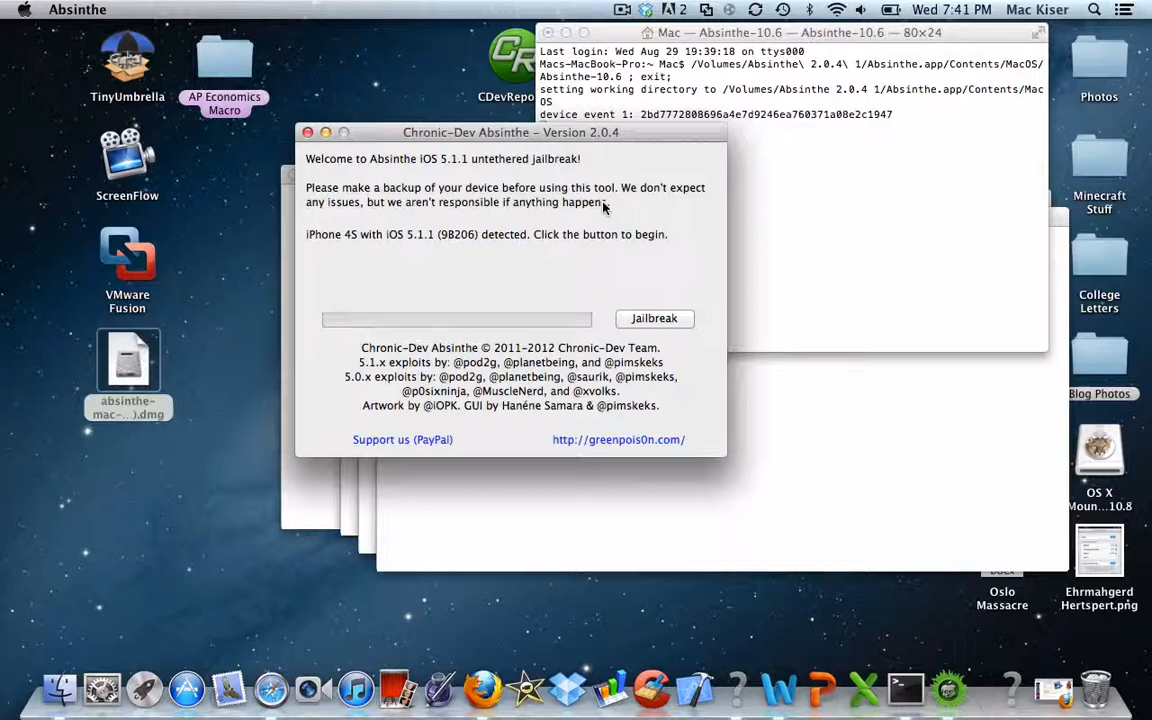 Absinthe
2
Wed 7:41 PM
Mac Kiser
Mac — Absinthe-10.6 — Absinthe-10.6 — 80×24
Last login: Wed Aug 29 19:39:18 on ttys000
Macs-MacBook-Pro:~ Mac$ /Volumes/Absinthe\ 2.0.4\ 1/Absinthe.app/Contents/MacOS/
Absinthe-10.6 ; exit;
setting working directory to /Volumes/Absinthe 2.0.4 1/Absinthe.app/Contents/Mac
OS
device event 1: 2bd7772808696a4e7d9246ea760371a08e2c1947
TinyUmbrella
AP Economics
Macro
CDevRepo
Photos
ScreenFlow
Minecraft
Stuff
VMware
Fusion
College
Letters
absinthe-
mac-...).dmg
Blog Photos
OS X
Moun...10.8
Oslo
Massacre
Ehrmahgerd
Hertspert.png
Chronic-Dev Absinthe - Version 2.0.4
Welcome to Absinthe iOS 5.1.1 untethered jailbreak!
Please make a backup of your device before using this tool. We don't expect
any issues, but we aren't responsible if anything happens.
iPhone 4S with iOS 5.1.1 (9B206) detected. Click the button to begin.
Jailbreak
Chronic-Dev Absinthe © 2011-2012 Chronic-Dev Team.
5.1.x exploits by: @pod2g, @planetbeing, and @pimskeks
5.0.x exploits by: @pod2g, @planetbeing, @saurik, @pimskeks,
@p0sixninja, @MuscleNerd, and @xvolks.
Artwork by @iOPK. GUI by Hanéne Samara & @pimskeks.
Support us (PayPal)
http://greenpois0n.com/